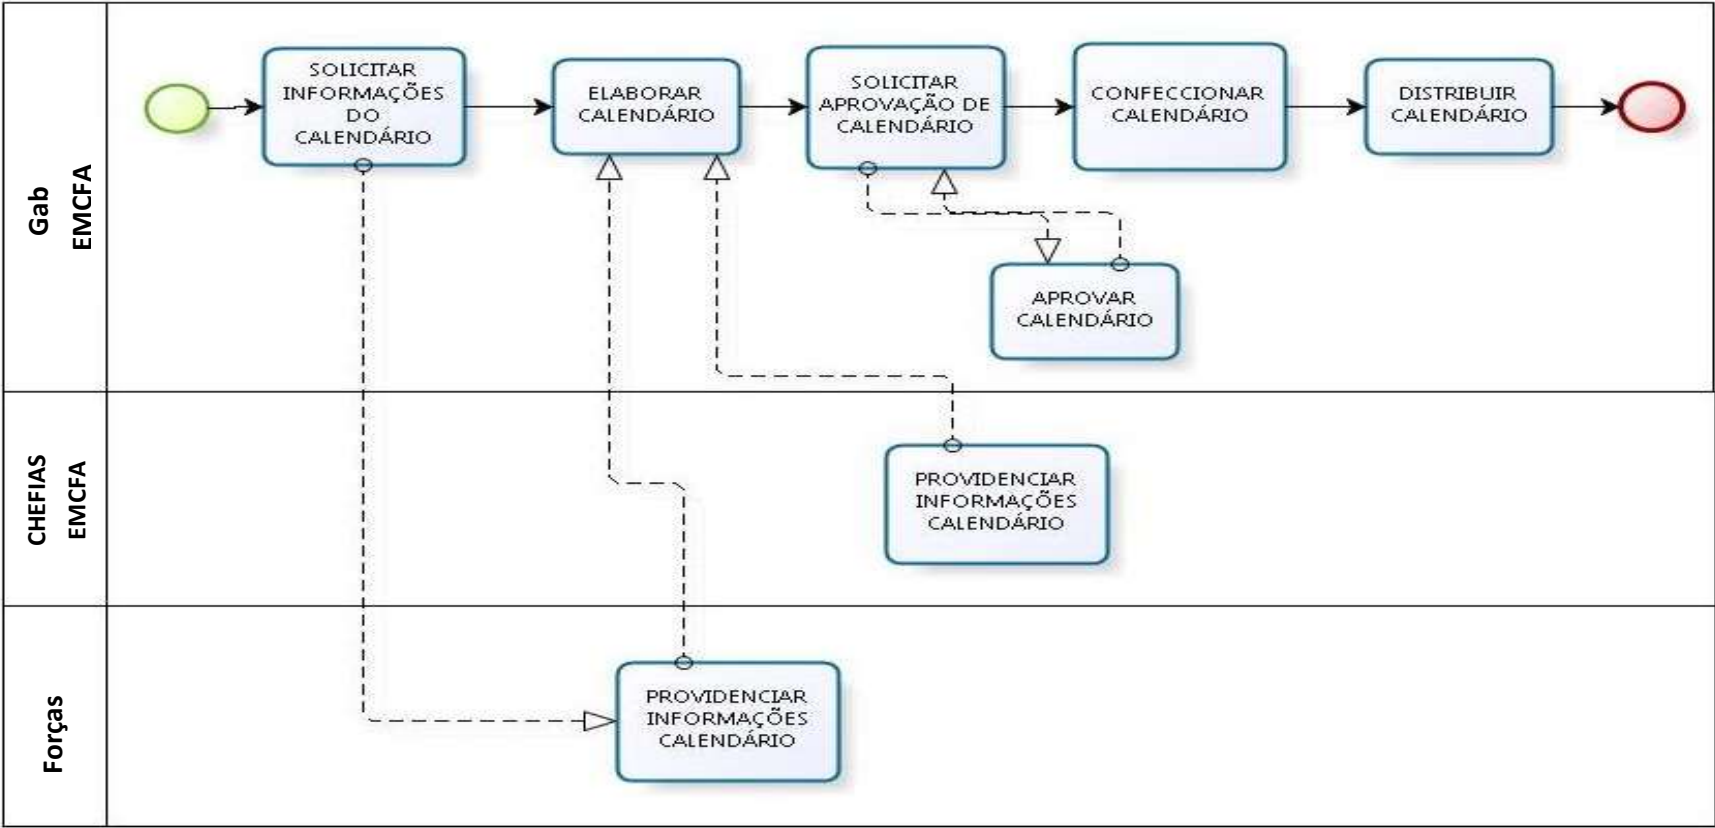 Gab
EMCFA
SOLICITAR
INFORMAÇÕES
DO
CALENDÁRIO
ELABORAR
CALENDÁRIO
SOLICITAR
APROVAÇÃO DE
CALENDÁRIO
CONFECCIONAR
CALENDÁRIO
DISTRIBUIR
CALENDÁRIO
APROVAR
CALENDÁRIO
CHEFIAS
EMCFA
PROVIDENCIAR
INFORMAÇÕES
CALENDÁRIO
Forças
PROVIDENCIAR
INFORMAÇÕES
CALENDÁRIO